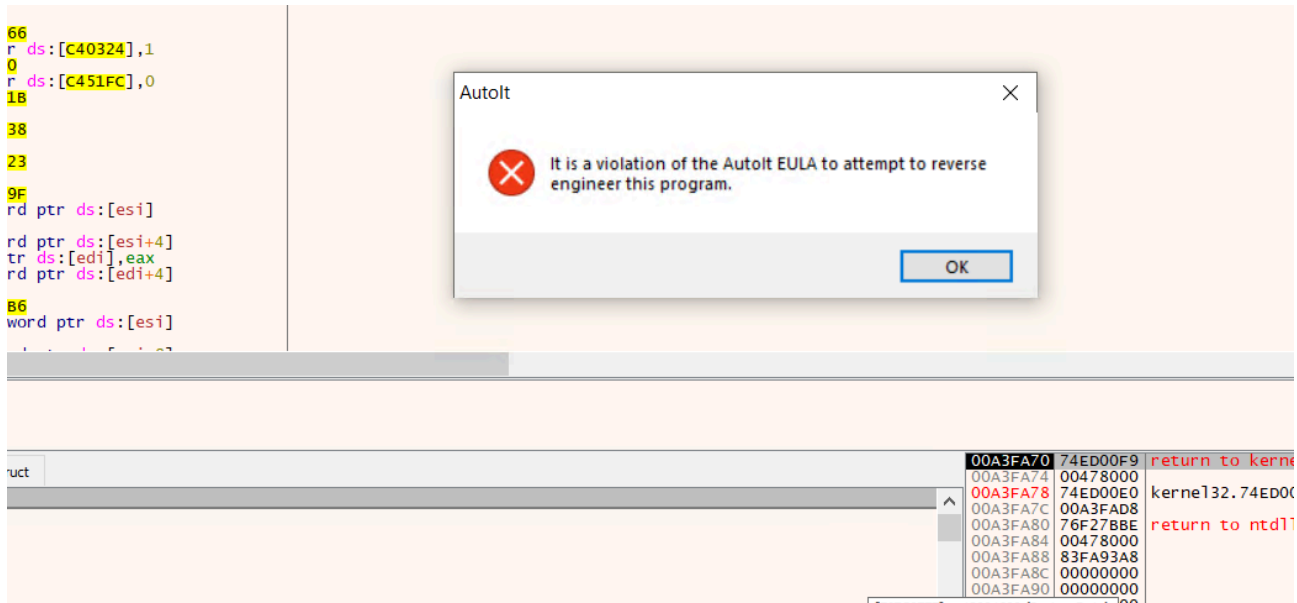 66
r ds:[C40324],1
0
r ds:[C451FC],0
1B
38
23
9F
rd ptr ds:[esi]
rd ptr ds:[esi+4]
tr ds:[edi],eax
rd ptr ds:[edi+4]
B6
word ptr ds:[esi]
AutoIt
It is a violation of the AutoIt EULA to attempt to reverse
engineer this program.
OK
ruct
00A3FA70 74ED00F9 return to kerne
00A3FA74 00478000
00A3FA78 74ED00E0 kernel32.74ED00
00A3FA7C 00A3FAD8
00A3FA80 76F27BBE return to ntdll
00A3FA84 00478000
00A3FA88 83FA93A8
00A3FA8C 00000000
00A3FA90 00000000